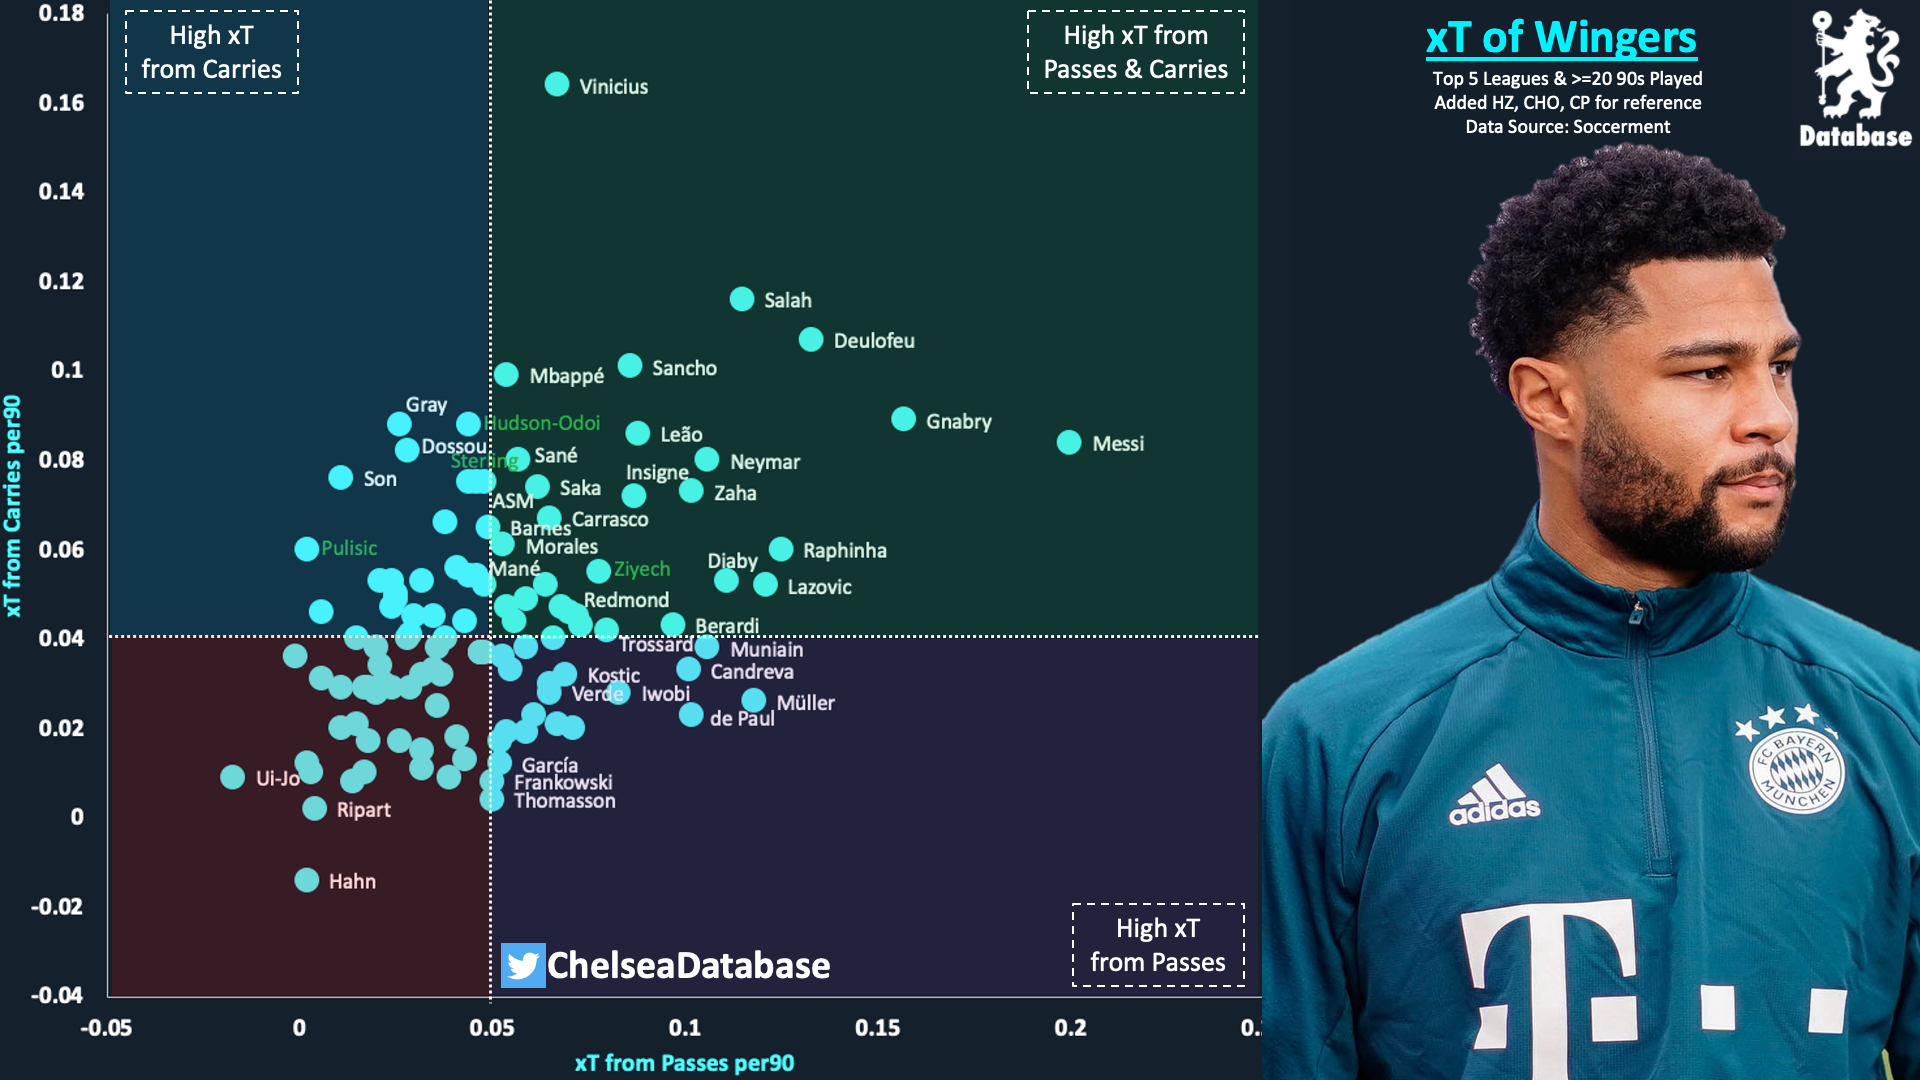 High xT
from Carries
High xT from
Passes & Carries
xT of Wingers
Top 5 Leagues & >=20 90s Played
Added HZ, CHO, CP for reference
Data Source: Soccerment
Database
0.18
0.16
0.14
0.12
0.1
0.08
0.06
0.04
0.02
0
-0.02
-0.04
xT from Carries per90
Vinicius
Salah
Deulofeu
Sancho
Mbappé
Gray
Hudson-Odoi
Gnabry
Leão
Messi
Dossou
Sané
Sterling
Neymar
Insigne
Son
Saka
Zaha
ASM
Carrasco
Barnes
Morales
Pulisic
Raphinha
Diaby
Mané
Ziyech
Lazovic
Redmond
Berardi
Trossard
Muniain
Candreva
Kostic
Verde
Iwobi
Müller
de Paul
García
Ui-Jo
Frankowski
Thomasson
Ripart
Hahn
High xT
from Passes
ChelseaDatabase
-0.05
0
0.05
0.1
0.15
0.2
0.
xT from Passes per90
FC BAYERN
MÜNCHEN
adidas
T